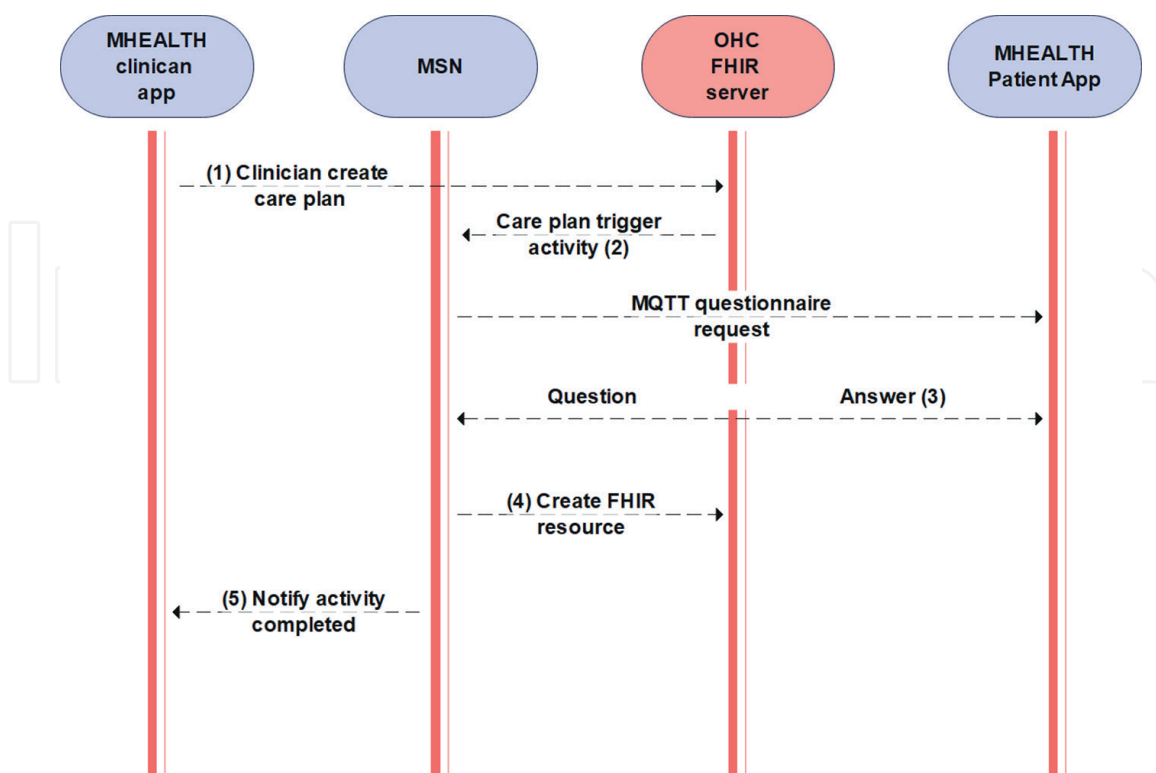 MHEALTH
clinican
app
MSN
OHC
FHIR
server
MHEALTH
Patient App
(1) Clinician create
care plan
Care plan trigger
activity (2)
MQTT questionnaire
request
Question
Answer (3)
(4) Create FHIR
resource
(5) Notify activity
completed